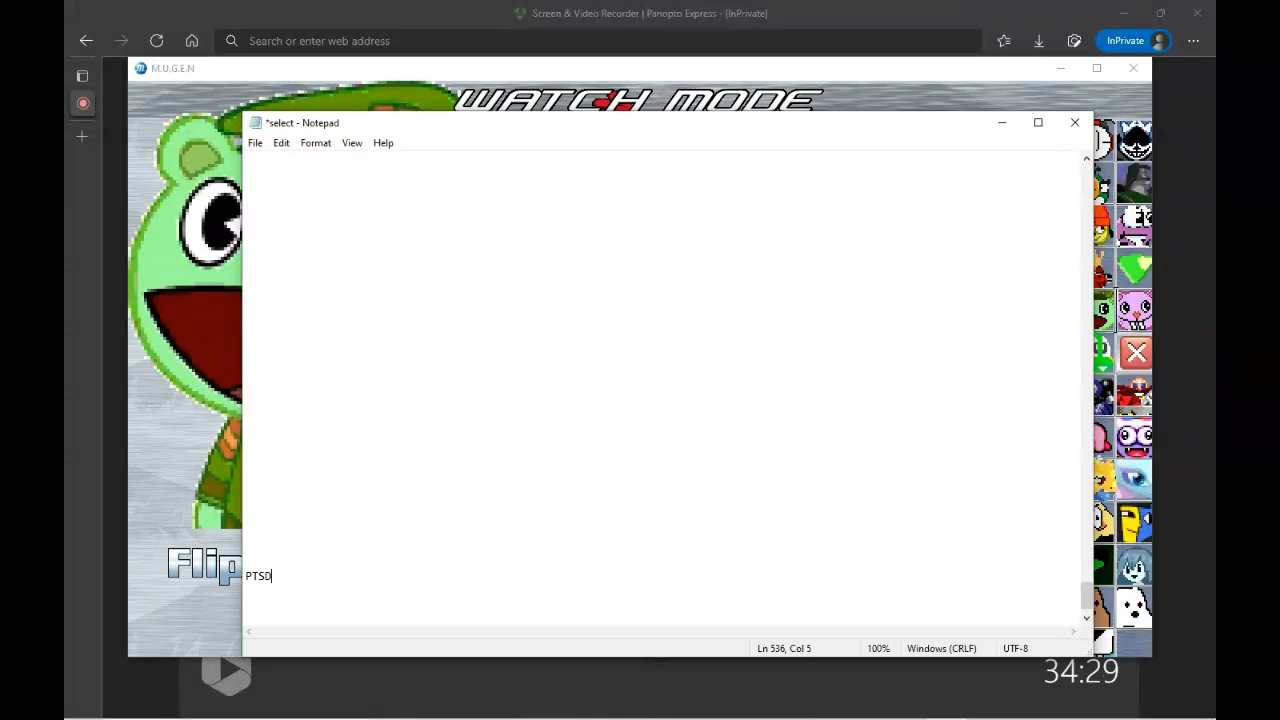 Screen & Video Recorder | Panopto Express - [InPrivate]
Search or enter web address
InPrivate
M.U.G.E.N
WATCH MODE
*select - Notepad
File Edit Format View Help
PTSD
Flip
Ln 536, Col 5
100%
Windows (CRLF)
UTF-8
34:29